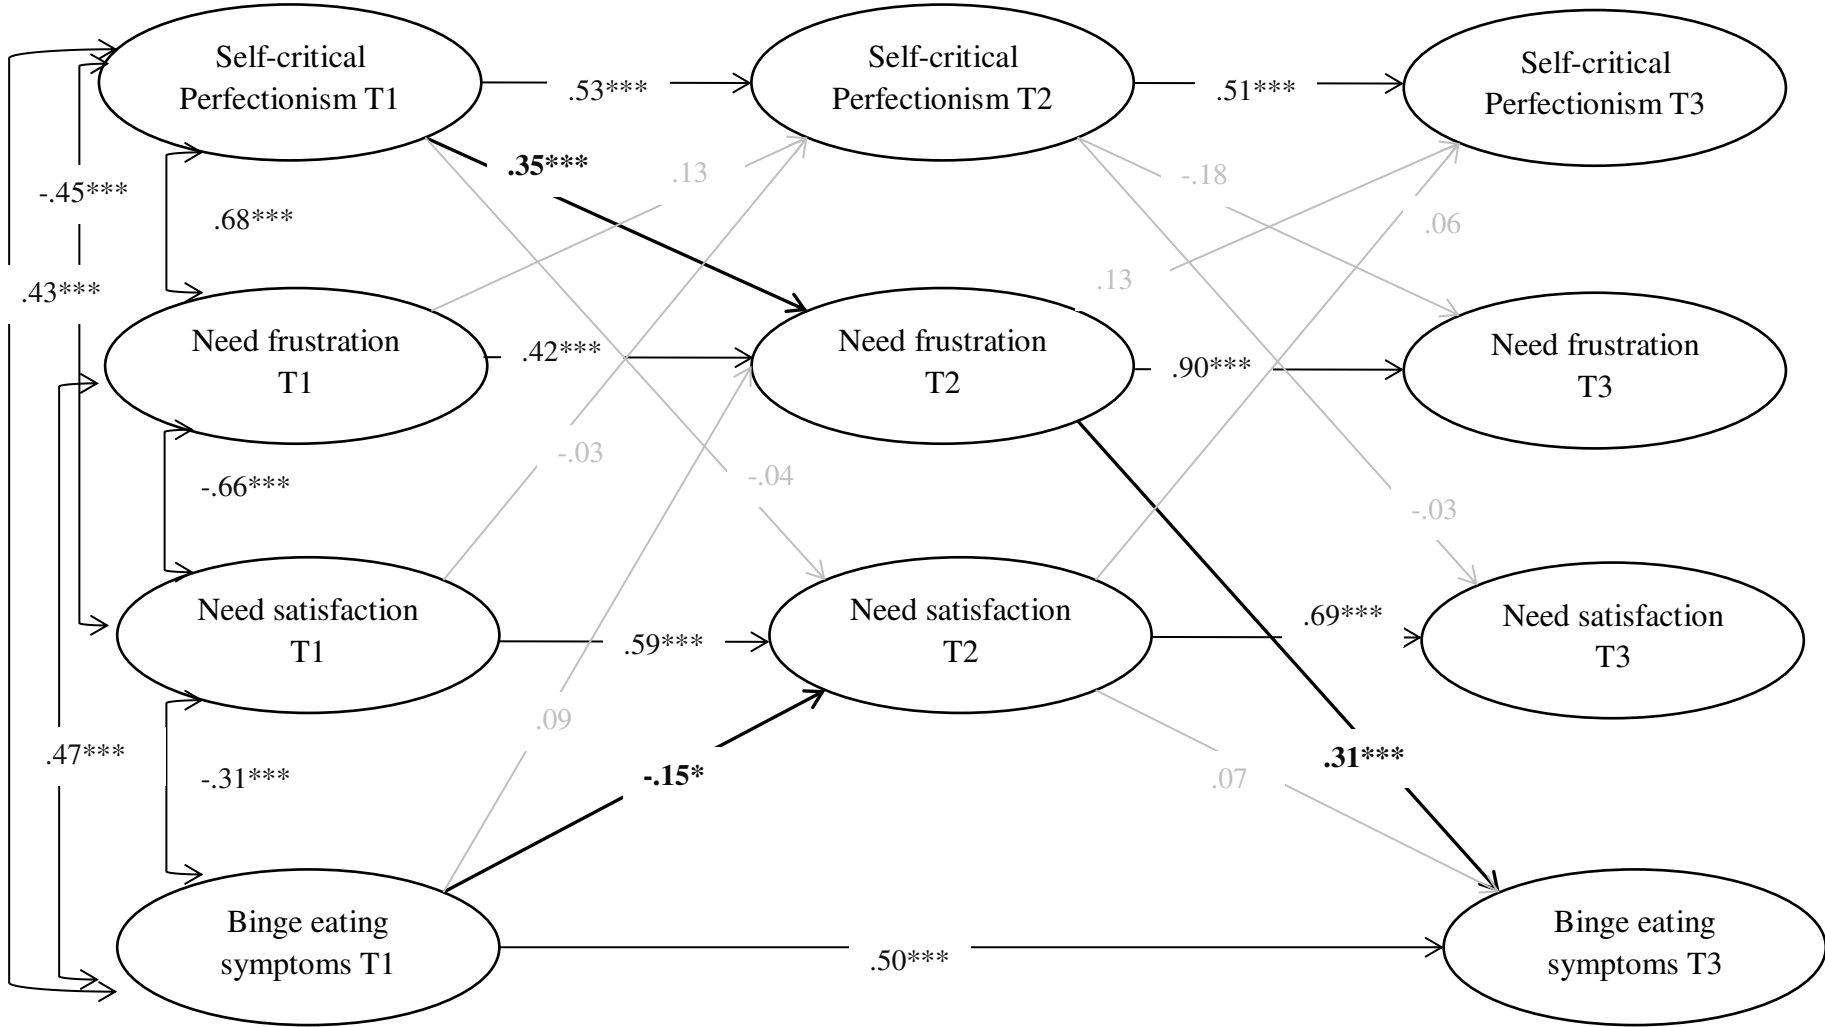 Self-critical
Perfectionism T1
Self-critical
Perfectionism T2
Self-critical
Perfectionism T3
.53***
.51***
.35***
.13
-.18
-.45***
.68***
.06
.43***
.13
Need frustration
T1
Need frustration
T2
Need frustration
T3
.42***
.90***
-.03
-.04
-.66***
-.03
Need satisfaction
T1
Need satisfaction
T2
Need satisfaction
T3
.59***
.69***
.09
.47***
-.31***
-.15*
.07
.31***
Binge eating
symptoms T1
Binge eating
symptoms T3
.50***